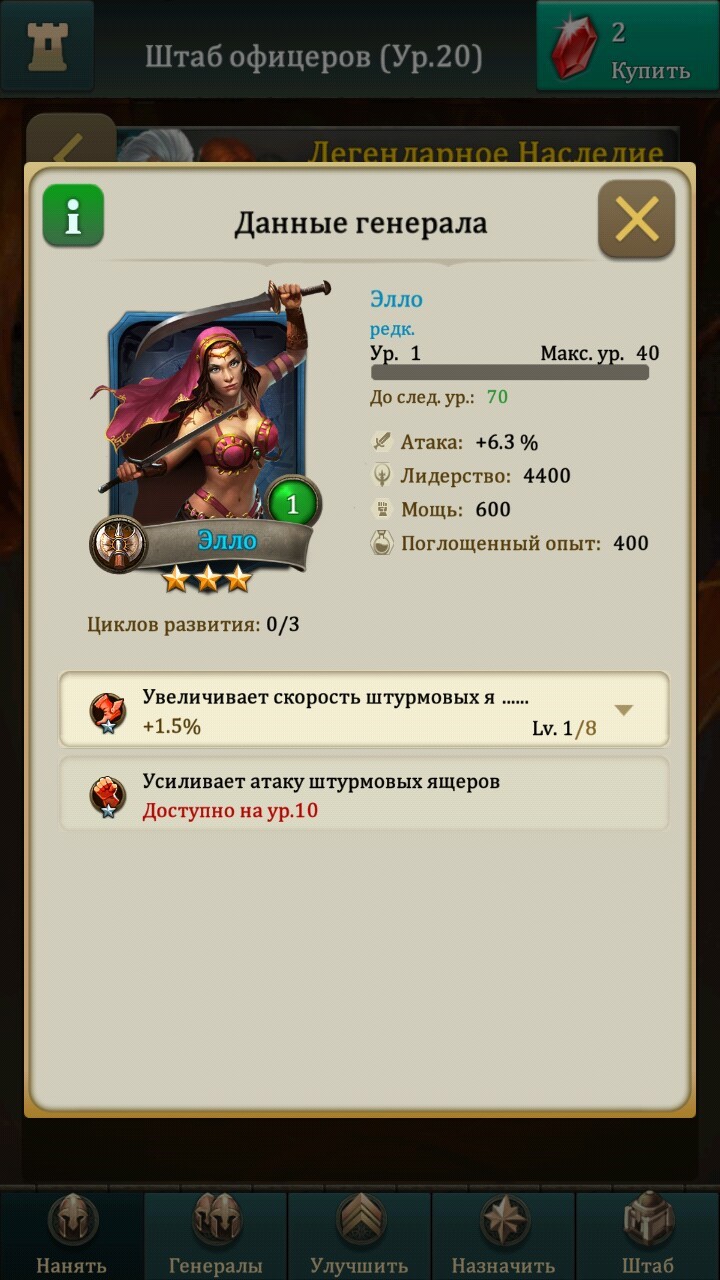 Штаб офицеров (Ур.20)
2
Купить
Легендарное Наследие
i
Данные генерала
Элло
редк.
Ур. 1 Макс. ур. 40
До след. ур.: 70
Атака: +6.3 %
Лидерство: 4400
Мощь: 600
Поглощенный опыт: 400
1
Элло
Циклов развития: 0/3
Увеличивает скорость штурмовых я ......
+1.5%
Lv. 1/8
Усиливает атаку штурмовых ящеров
Доступно на ур.10
Нанять
Генералы
Улучшить
Назначить
Штаб